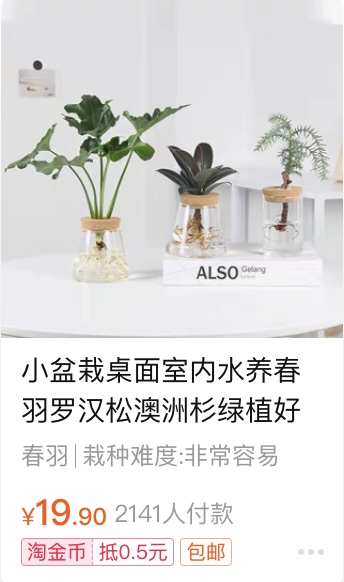 ALSO Gelang
小盆栽桌面室内水养春
羽罗汉松澳洲杉绿植好
春羽|栽种难度:非常容易
¥19.90 2141人付款
淘金币 抵0.5元 包邮